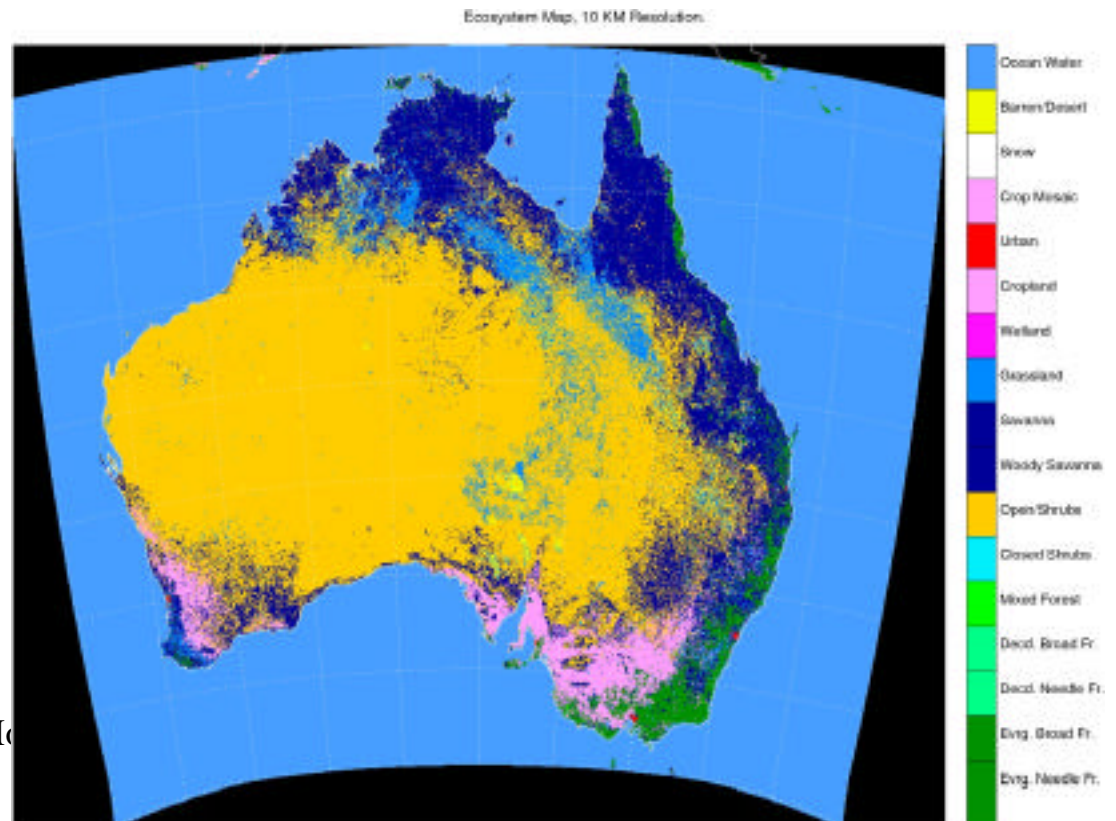 Ecosystem Map, 10 KM Resolution.
Ocean Water
Barren/Desert
Snow
Crop Mosaic
Urban
Cropland
Wetland
Grassland
Savanna
Woody Savanna
Open/Shrubs
Closed Shrubs
Mixed Forest
Decd. Broad Fr.
Decd. Needle Fr.
Evrg. Broad Fr.
Evrg. Needle Fr.